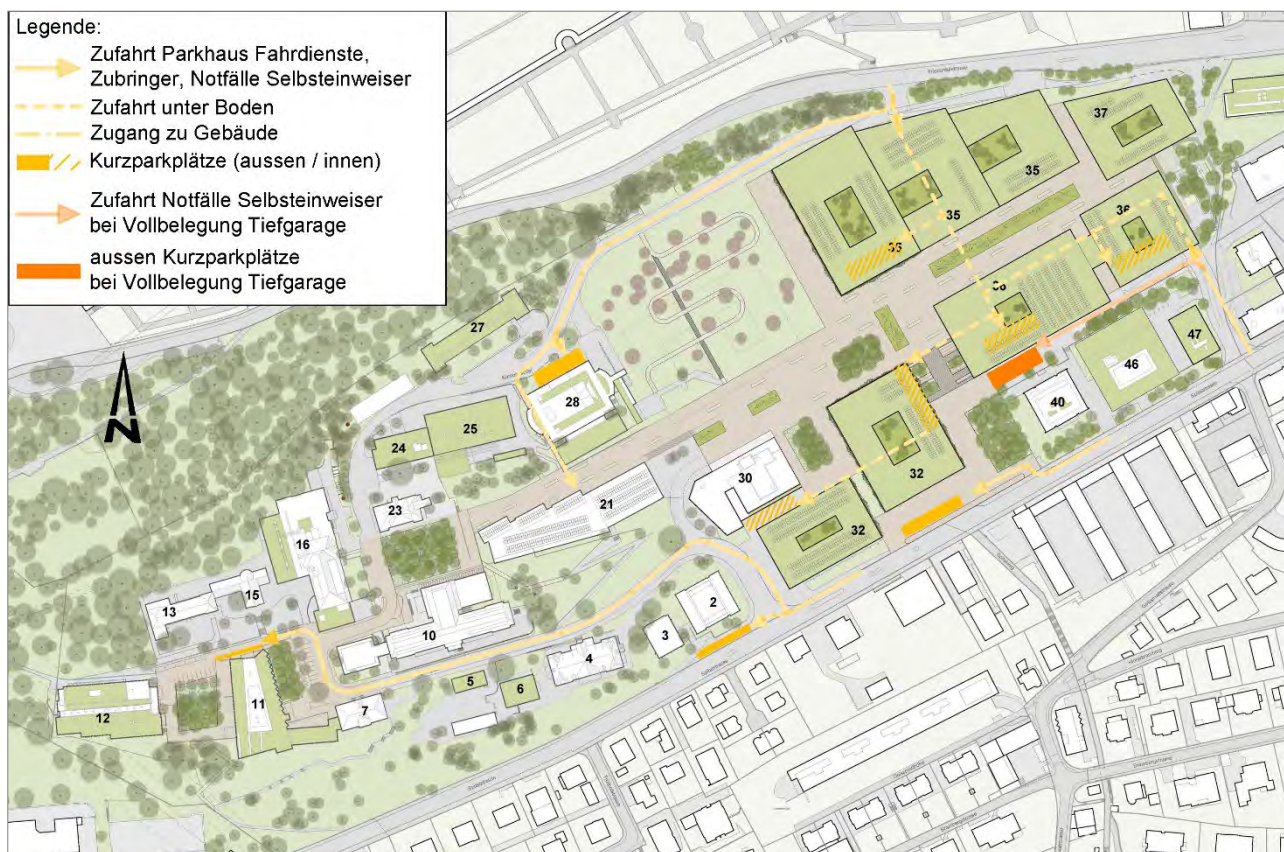 Legende:
Zufahrt Parkhaus Fahrdienste,
Zubringer, Notfälle Selbsteinweiser
Zufahrt unter Boden
Zugang zu Gebäude
Kurzparkplätze (aussen / innen)
Zufahrt Notfälle Selbsteinweiser
bei Vollbelegung Tiefgarage
aussen Kurzparkplätze
bei Vollbelegung Tiefgarage
N
37
35
35
36
27
47
46
28
40
25
24
30
32
21
23
16
32
15
13
2
10
3
4
5
6
11
7
12